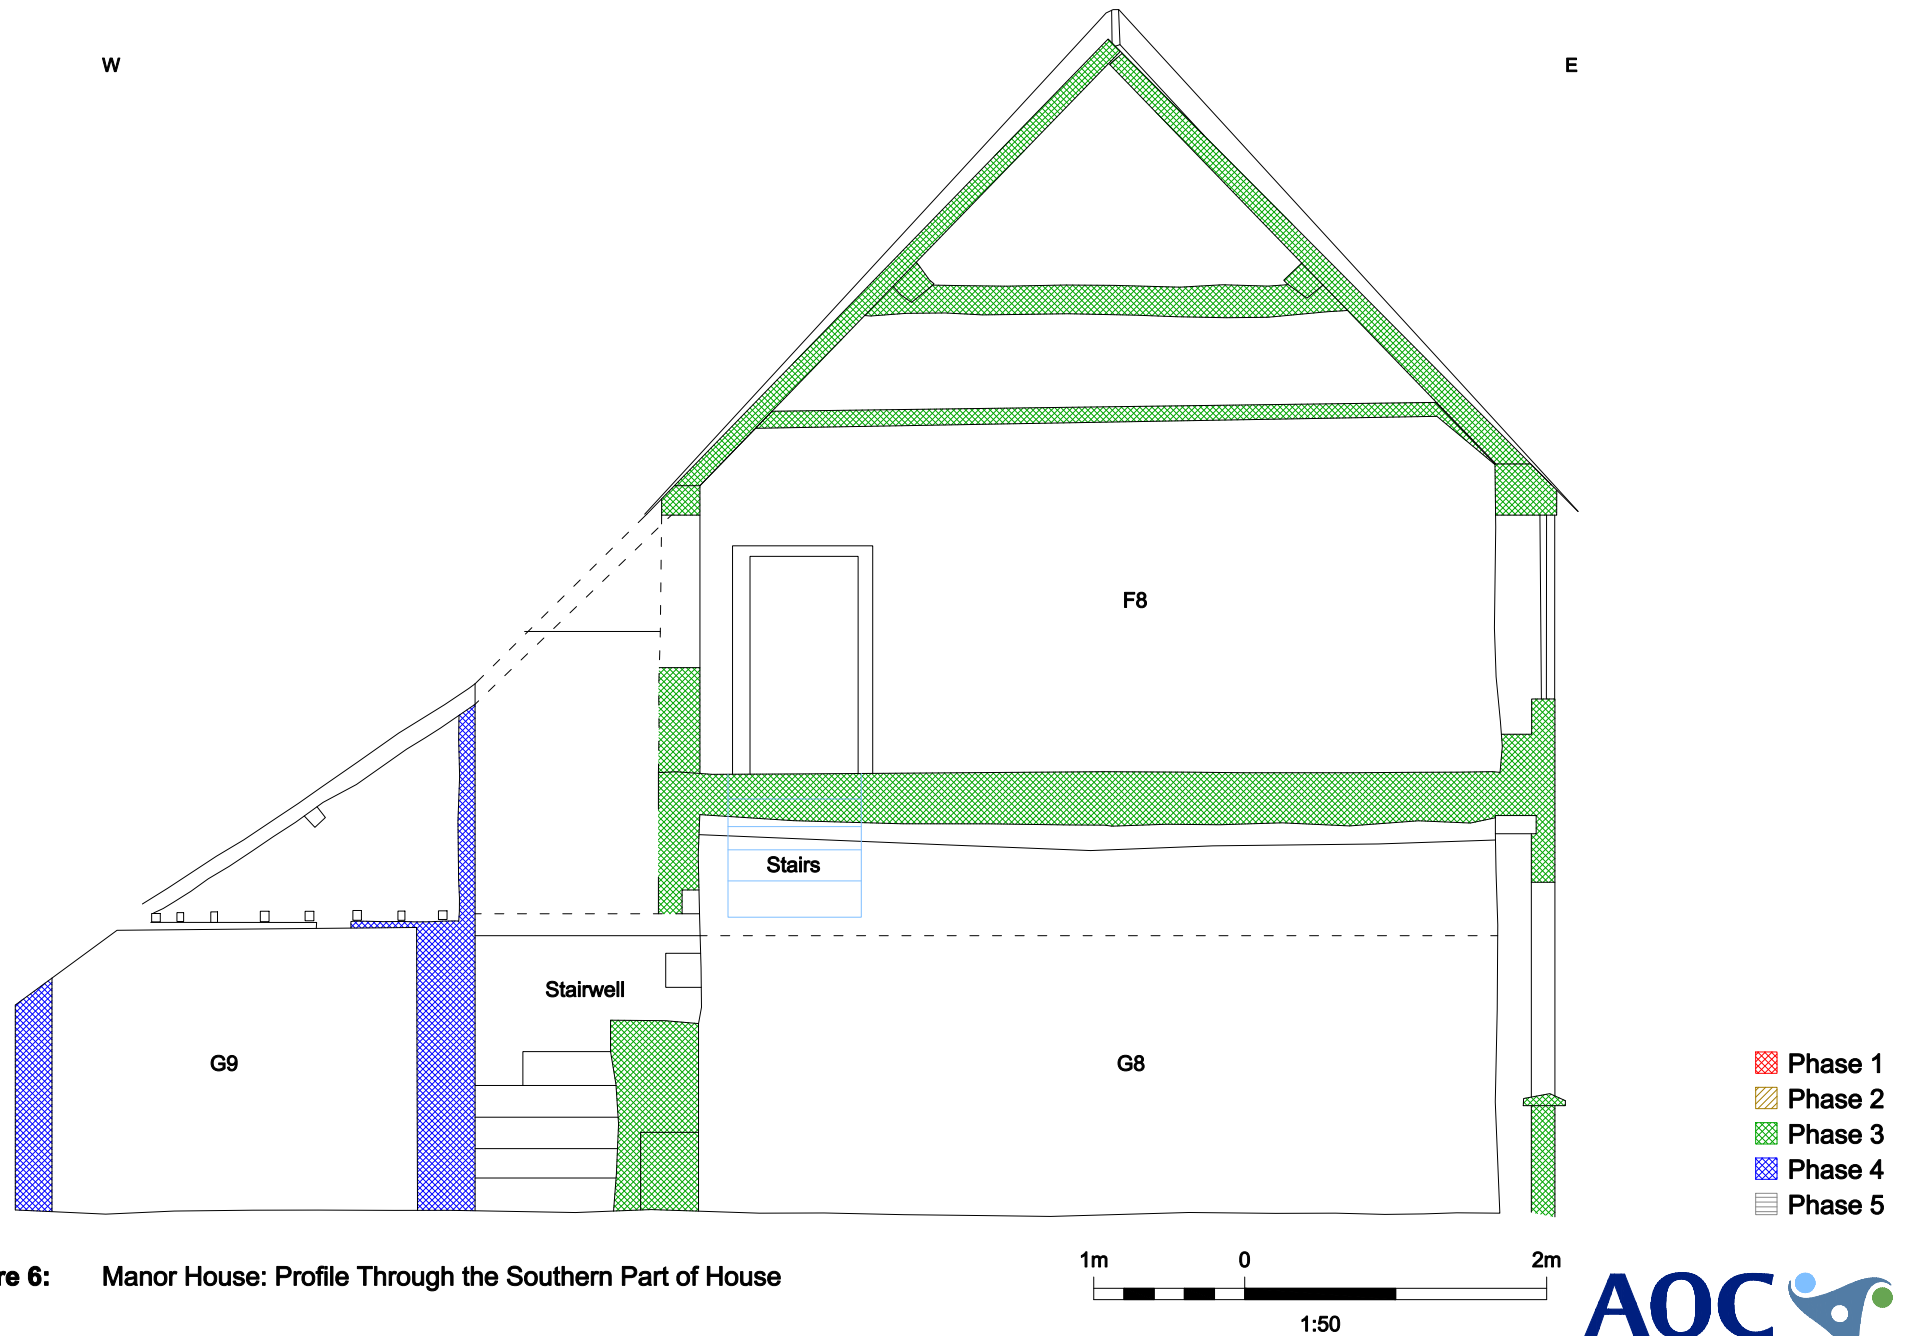 W
E
F8
Stairs
Stairwell
G9
G8
Phase 1
Phase 2
Phase 3
Phase 4
Phase 5
re 6: Manor House: Profile Through the Southern Part of House
1m 0 2m
1:50
AOC